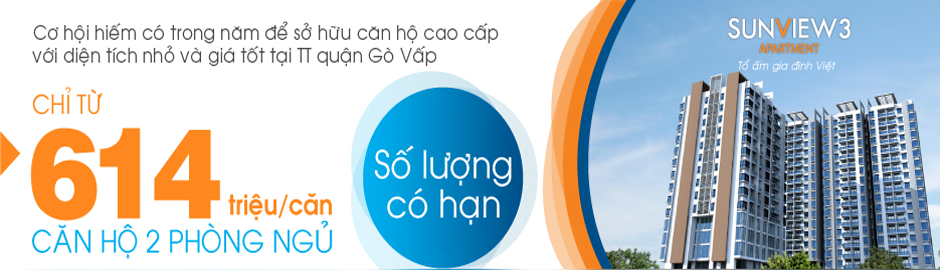 Cơ hội hiếm có trong năm để sở hữu căn hộ cao cấp
với diện tích nhỏ và giá tốt tại TT quận Gò Vấp
CHỈ TỪ
614
triệu/căn
CĂN HỘ 2 PHÒNG NGỦ
Số lượng
có hạn
SUNVIEW3
APARTMENT
Tổ ấm gia đình Việt